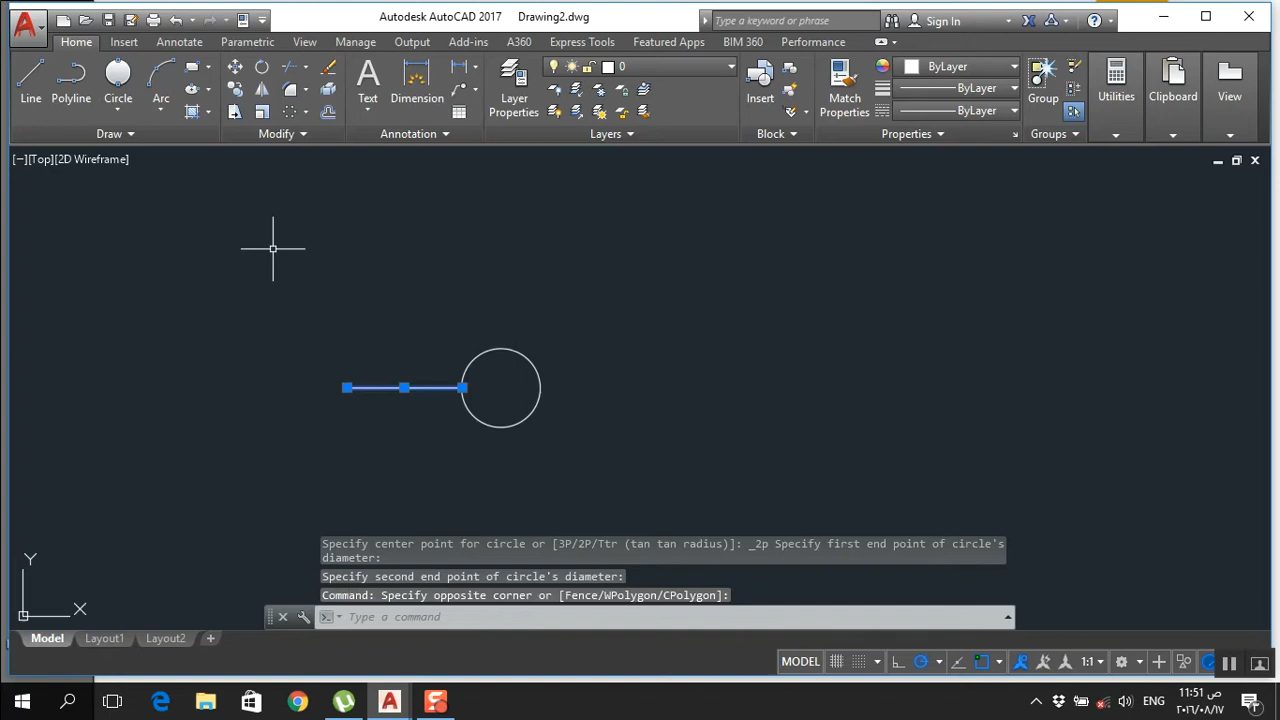 Autodesk AutoCAD 2017 Drawing2.dwg
Type a keyword or phrase
Sign In
Home Insert Annotate Parametric View Manage Output Add-ins A360 Express Tools Featured Apps BIM 360 Performance
Line Polyline Circle Arc
Text Dimension
Layer
Properties
0
Insert
Match
Properties
ByLayer
ByLayer
ByLayer
Group
Utilities
Clipboard
View
Draw Modify Annotation Layers Block Properties Groups
[−][Top][2D Wireframe]
Specify center point for circle or [3P/2P/Ttr (tan tan radius)]: _2p Specify first end point of circle's
diameter:
Specify second end point of circle's diameter:
Command: Specify opposite corner or [Fence/WPolygon/CPolygon]:
Type a command
Y
X
Model Layout1 Layout2 +
MODEL 1:1
ENG
11:51 ص
٢٠١٦/٠٨/١٧